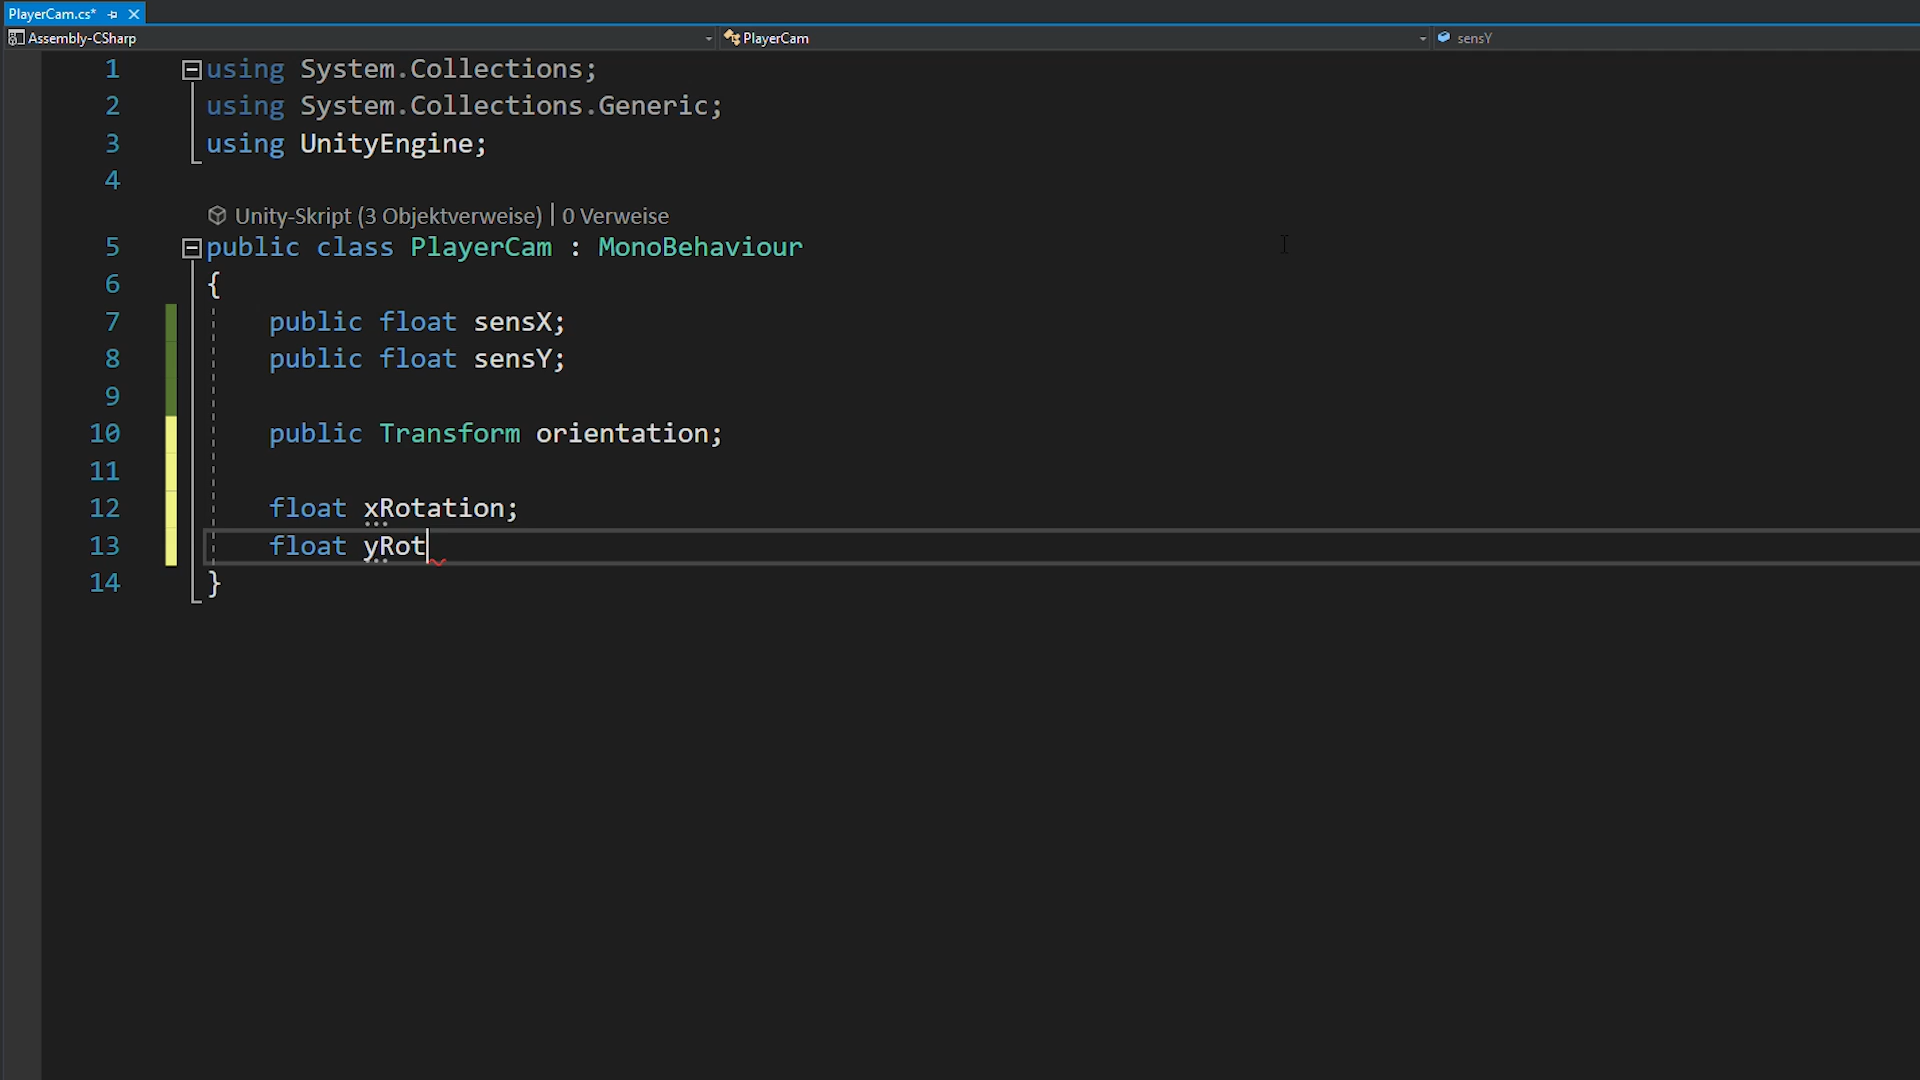 PlayerCam.cs*
Assembly-CSharp PlayerCam sensY
1 using System.Collections;
2 using System.Collections.Generic;
3 using UnityEngine;
4
Unity-Skript (3 Objektverweise) | 0 Verweise
5 public class PlayerCam : MonoBehaviour
6 {
7 public float sensX;
8 public float sensY;
9
10 public Transform orientation;
11
12 float xRotation;
13 float yRot
14 }